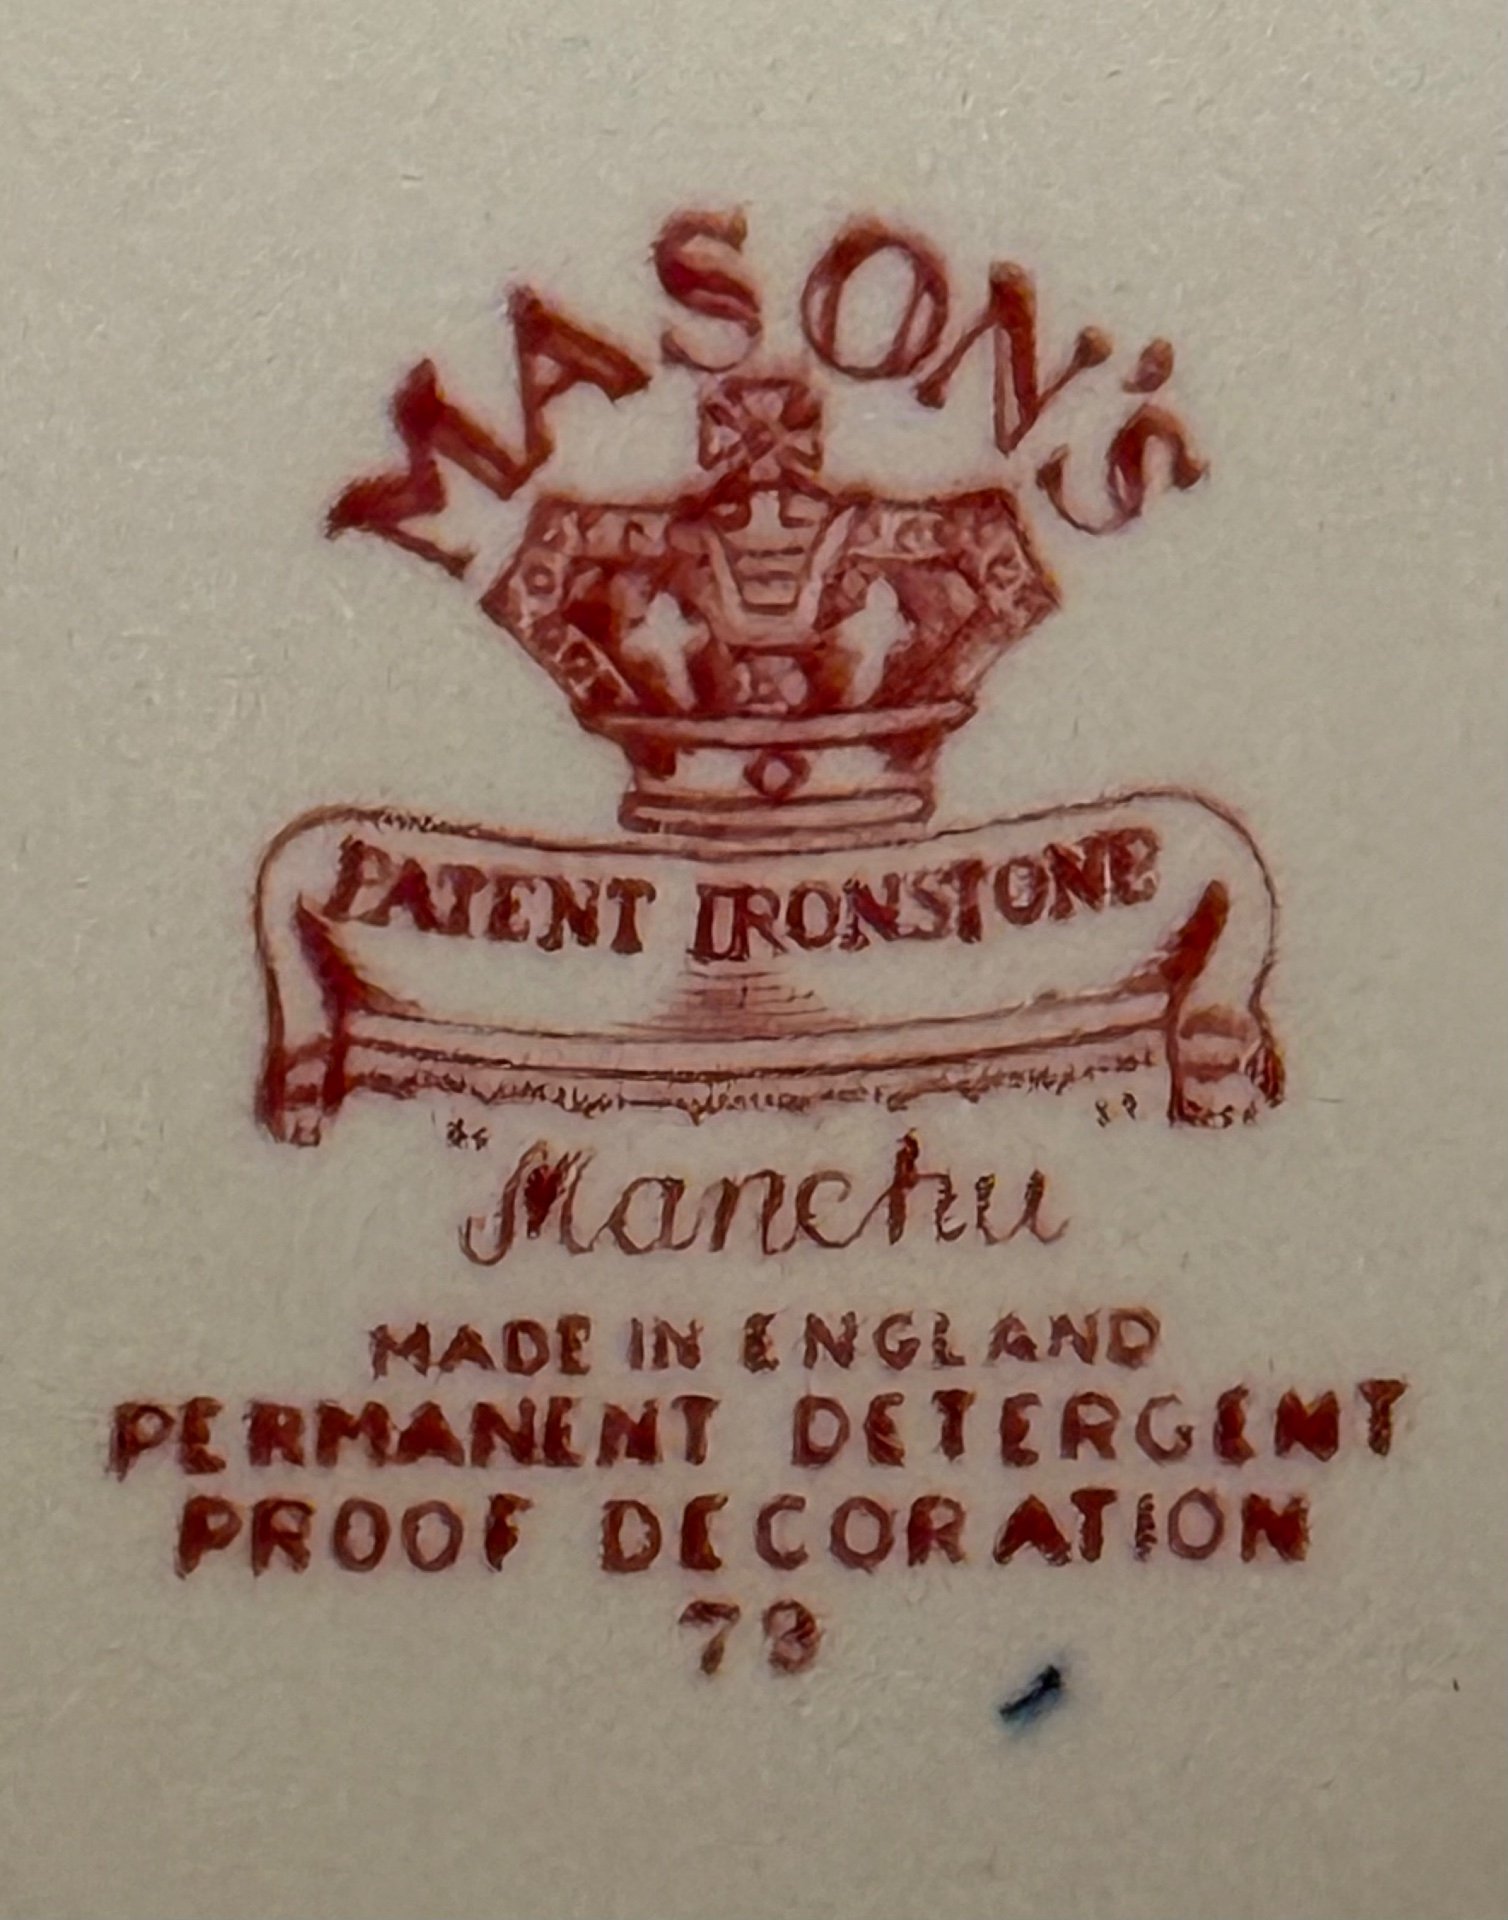 MASON'S
PATENT IRONSTONE
Manchu
MADE IN ENGLAND
PERMANENT DETERGENT
PROOF DECORATION
73